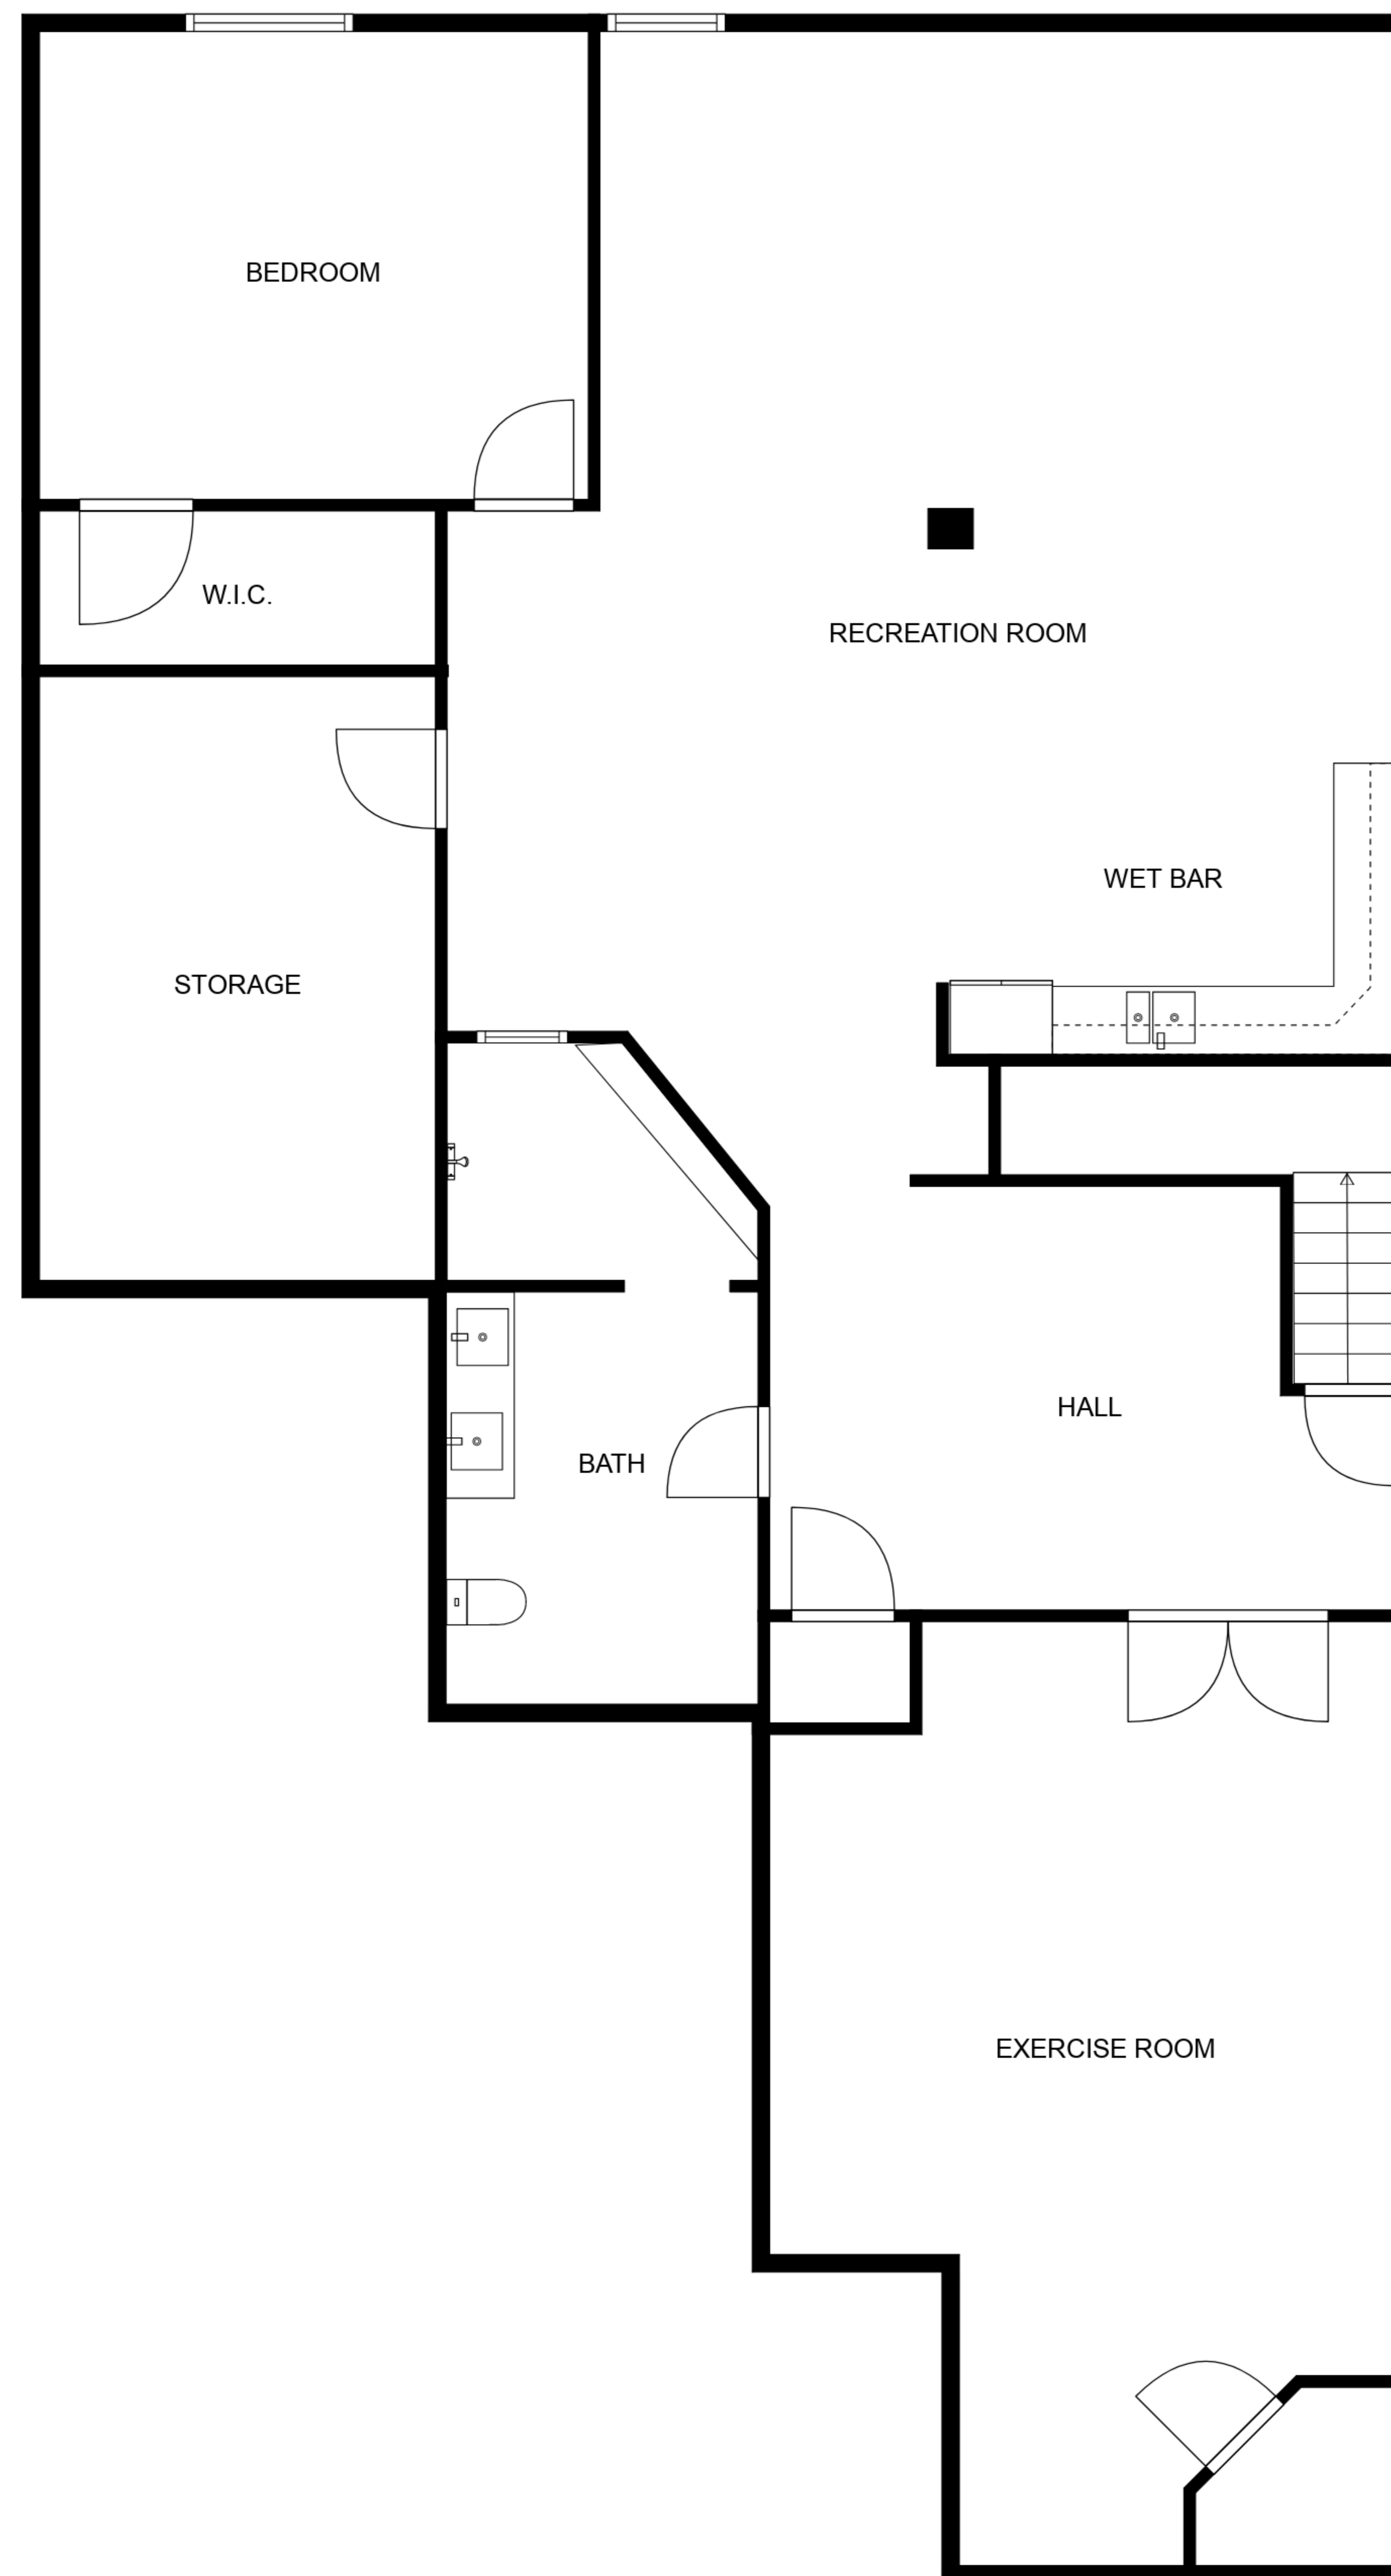 BEDROOM
W.I.C.
RECREATION ROOM
WET BAR
STORAGE
HALL
BATH
EXERCISE ROOM